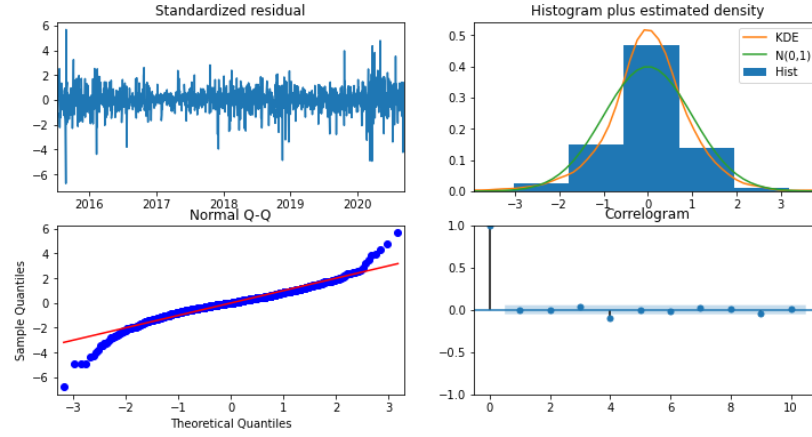 Standardized residual
6
4
2
0
−2
−4
−6
2016 2017 2018 2019 2020
Histogram plus estimated density
KDE
N(0,1)
Hist
0.5
0.4
0.3
0.2
0.1
0.0
−3 −2 −1 0 1 2 3
Normal Q-Q
Sample Quantiles
6
4
2
0
−2
−4
−6
−3 −2 −1 0 1 2 3
Theoretical Quantiles
Correlogram
1.0
0.5
0.0
−0.5
−1.0
0 2 4 6 8 10